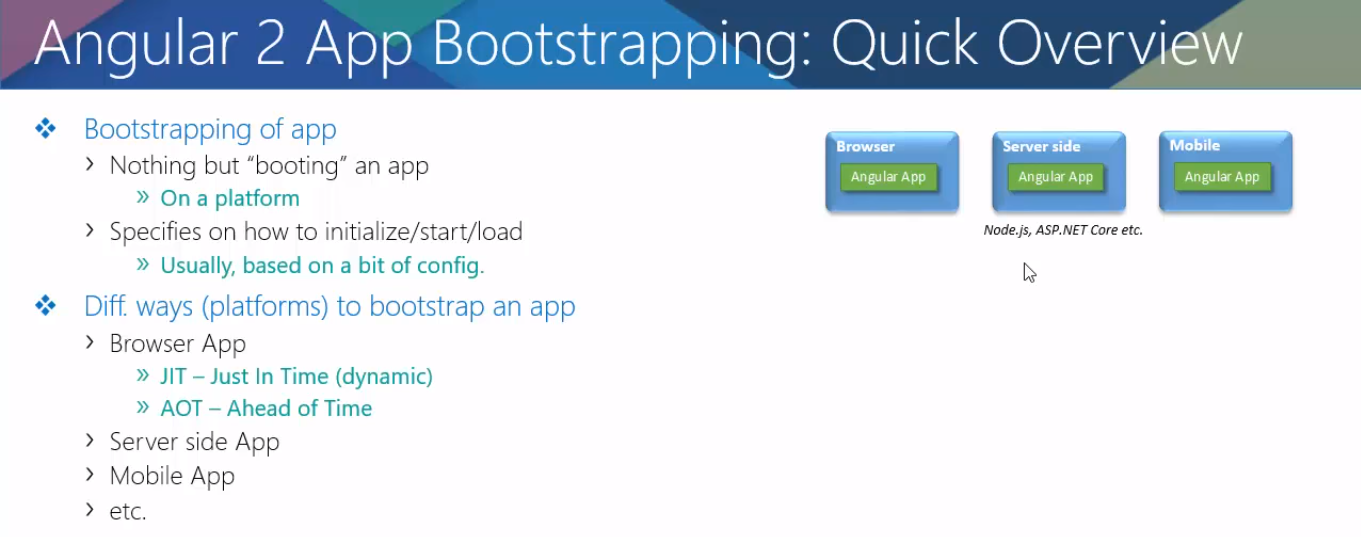 Angular 2 App Bootstrapping: Quick Overview
Bootstrapping of app
Nothing but “booting” an app
On a platform
Specifies on how to initialize/start/load
Usually, based on a bit of config.
Diff. ways (platforms) to bootstrap an app
Browser App
JIT – Just In Time (dynamic)
AOT – Ahead of Time
Server side App
Mobile App
etc.
Browser
Angular App
Server side
Angular App
Node.js, ASP.NET Core etc.
Mobile
Angular App